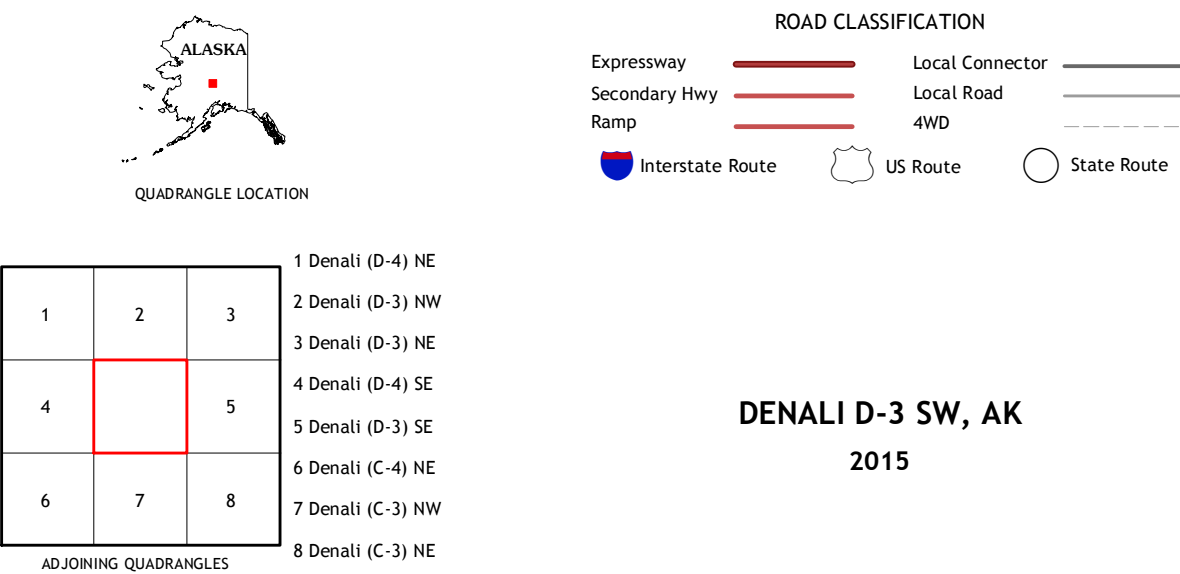 ALASKA
QUADRANGLE LOCATION
ROAD CLASSIFICATION
Expressway
Local Connector
Secondary Hwy
Local Road
Ramp
4WD
Interstate Route
US Route
State Route
1
2
3
4
5
6
7
8
ADJOINING QUADRANGLES
1 Denali (D-4) NE
2 Denali (D-3) NW
3 Denali (D-3) NE
4 Denali (D-4) SE
5 Denali (D-3) SE
6 Denali (C-4) NE
7 Denali (C-3) NW
8 Denali (C-3) NE
DENALI D-3 SW, AK
2015